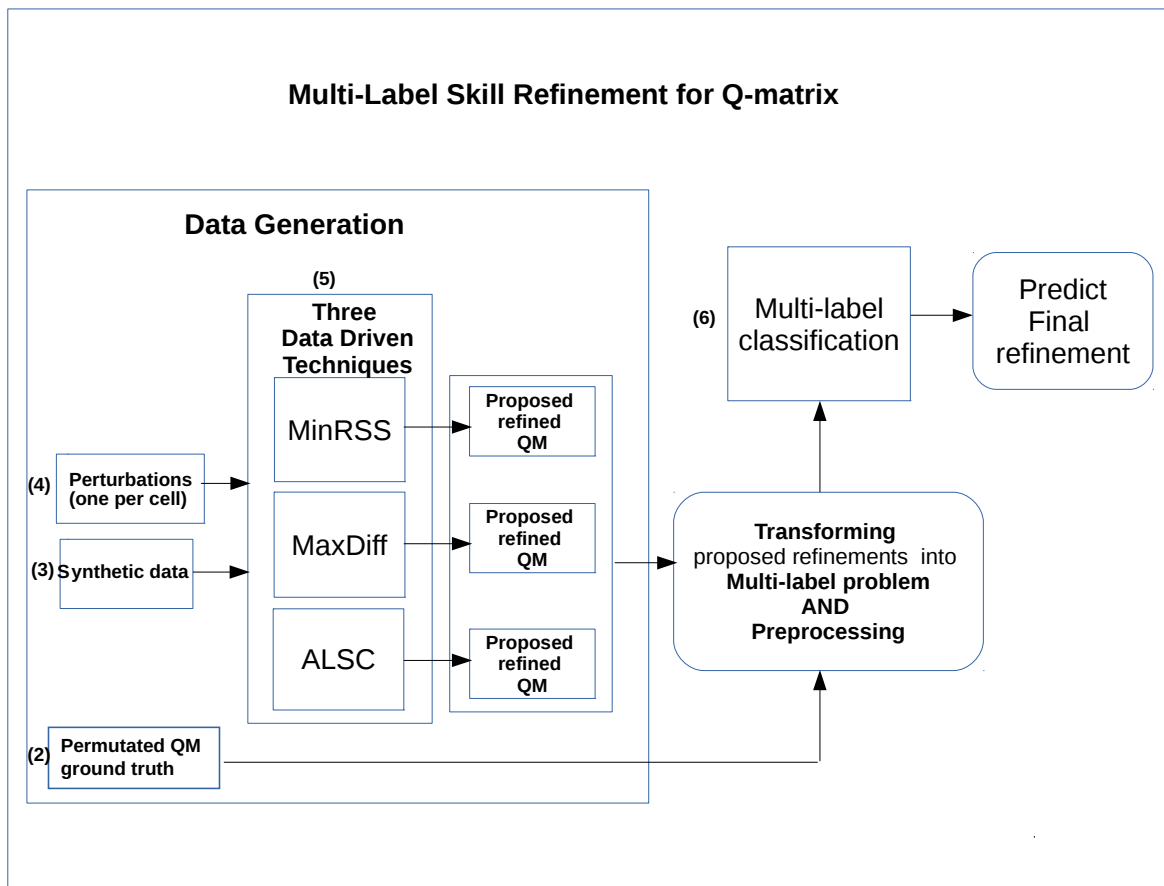 Multi-Label Skill Refinement for Q-matrix
Data Generation
(5)
Three
Data Driven
Techniques
MinRSS
MaxDiff
ALSC
Proposed
refined
QM
Proposed
refined
QM
Proposed
refined
QM
(4)
Perturbations
(one per cell)
(3)
Synthetic data
(2)
Permutated QM
ground truth
Transforming
proposed refinements into
Multi-label problem
AND
Preprocessing
(6)
Multi-label
classification
Predict
Final
refinement